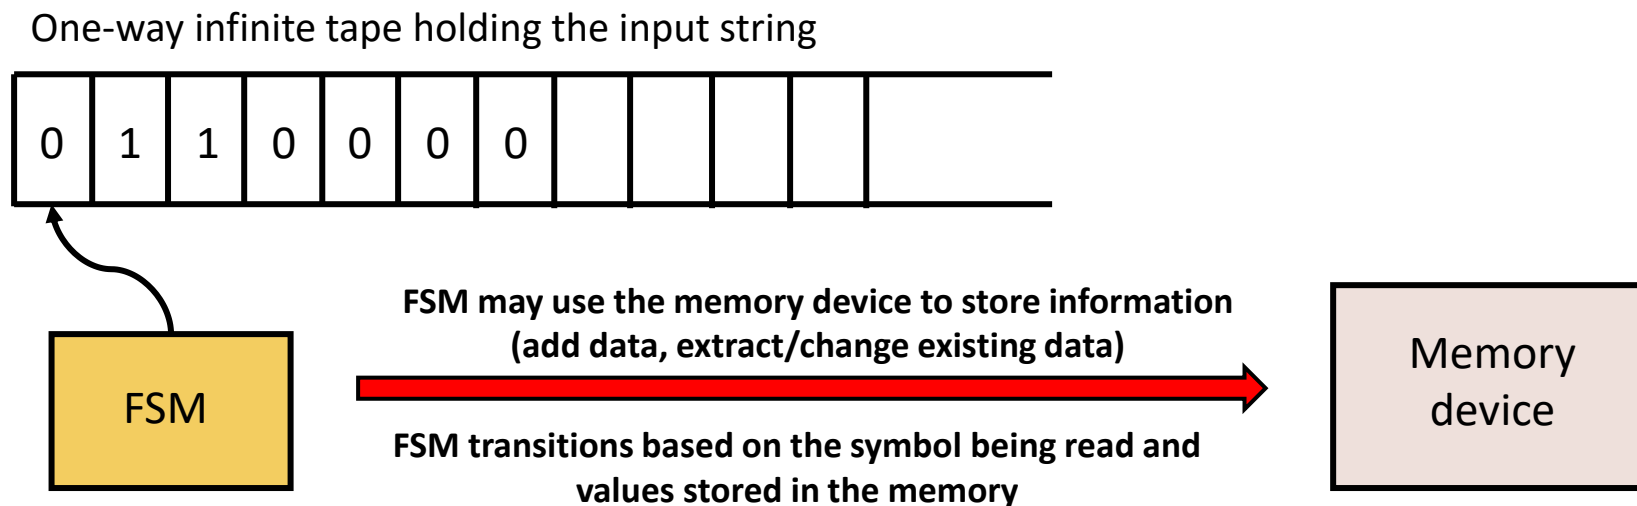 One-way infinite tape holding the input string
0 1 1 0 0 0 0
FSM may use the memory device to store information
(add data, extract/change existing data)
FSM
Memory
device
FSM transitions based on the symbol being read and
values stored in the memory